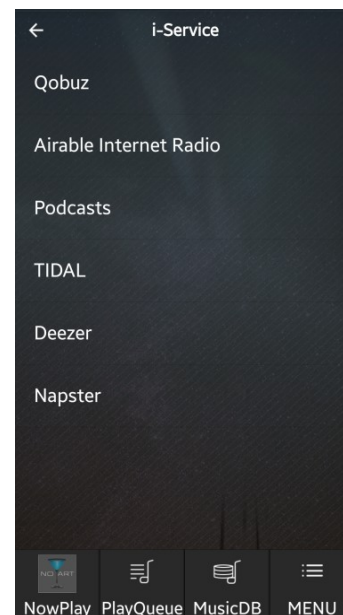 i-Service
Qobuz
Airable Internet Radio
Podcasts
TIDAL
Deezer
Napster
NO ART
NowPlay PlayQueue MusicDB MENU